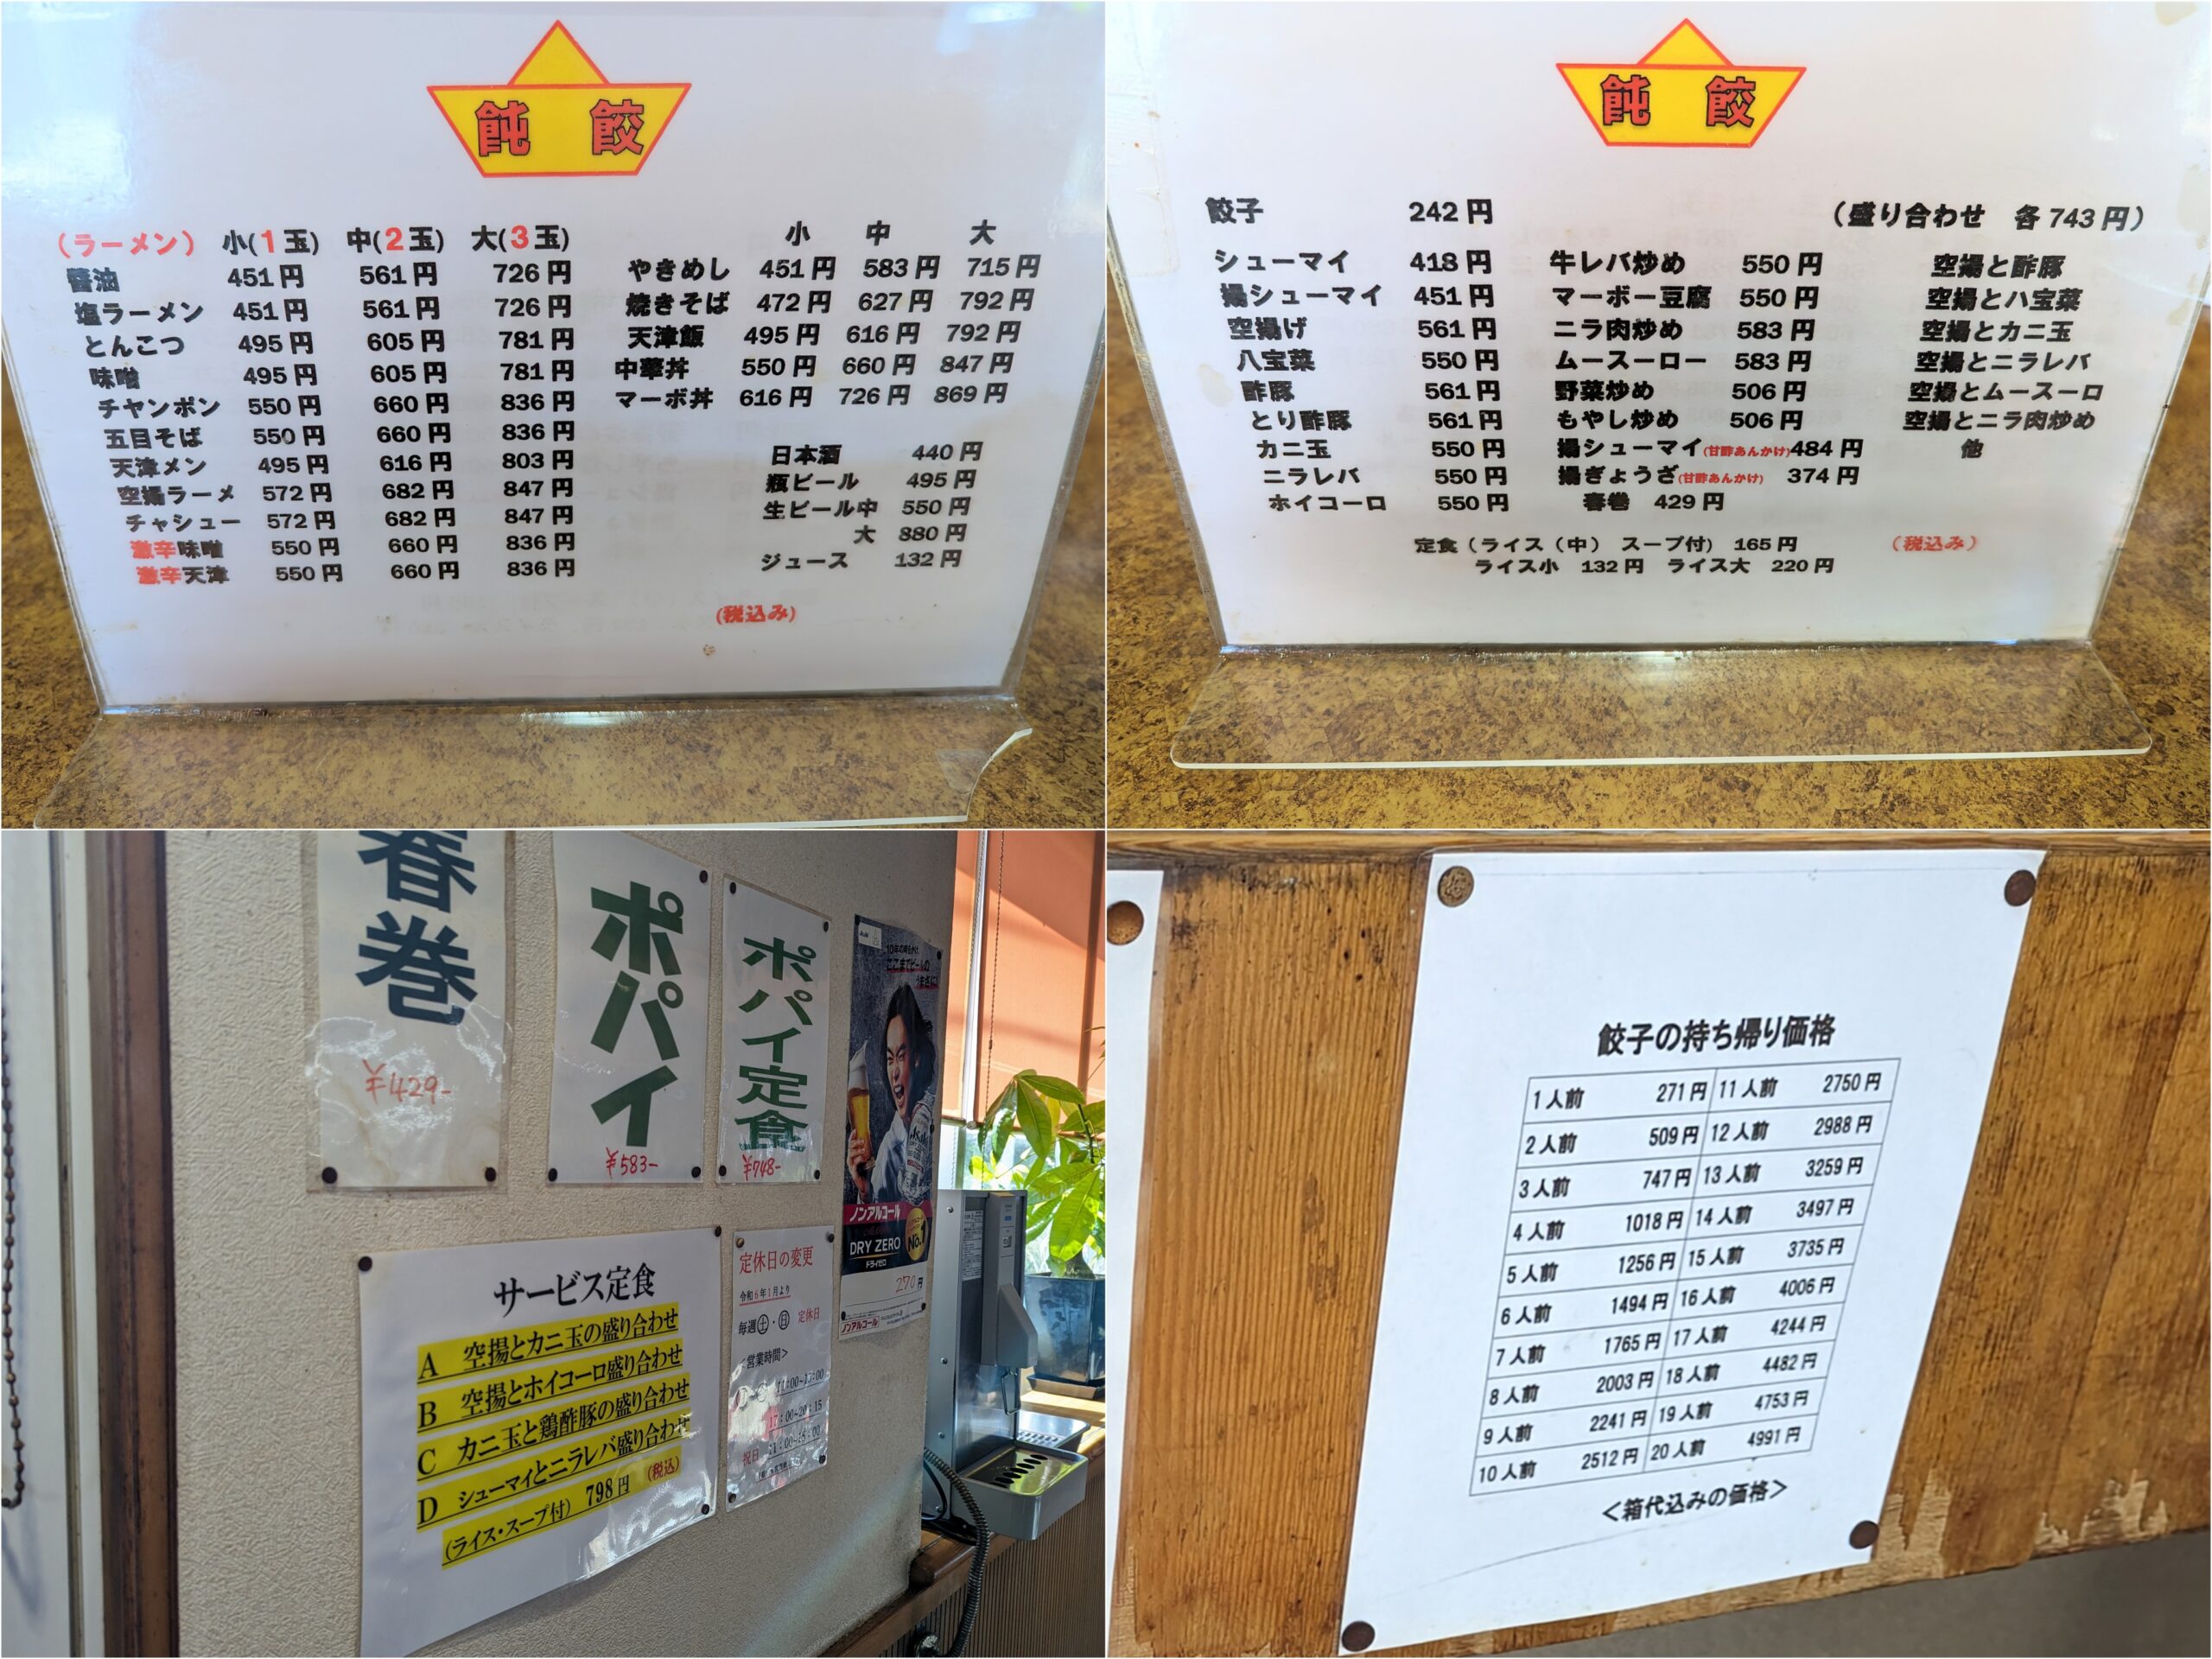 飩 餃
(ラーメン) 小(1玉) 中(2玉) 大(3玉)
醤油 451円 561円 726円
塩ラーメン 451円 561円 726円
とんこつ 495円 605円 781円
味噌 495円 605円 781円
チヤンポン 550円 660円 836円
五目そば 550円 660円 836円
天津メン 495円 616円 803円
空揚ラーメ 572円 682円 847円
チャシュー 572円 682円 847円
激辛味噌 550円 660円 836円
激辛天津 550円 660円 836円
小 中 大
やきめし 451円 583円 715円
焼きそば 472円 627円 792円
天津飯 495円 616円 792円
中華丼 550円 660円 847円
マーボ丼 616円 726円 869円
日本酒 440円
瓶ビール 495円
生ビール中 550円
大 880円
ジュース 132円
(税込み)
飩 餃
餃子 242円
シューマイ 418円
揚シューマイ 451円
空揚げ 561円
八宝菜 550円
酢豚 561円
とり酢豚 561円
カニ玉 550円
ニラレバ 550円
ホイコーロ 550円
牛レバ炒め 550円
マーボー豆腐 550円
ニラ肉炒め 583円
ムースーロー 583円
野菜炒め 506円
もやし炒め 506円
揚シューマイ(甘酢あんかけ)484円
揚ぎょうざ(甘酢あんかけ) 374円
春巻 429円
(盛り合わせ 各743円)
空揚と酢豚
空揚と八宝菜
空揚とカニ玉
空揚とニラレバ
空揚とムースーロ
空揚とニラ肉炒め
他
定食(ライス(中) スープ付) 165円
ライス小 132円 ライス大 220円
(税込み)
春巻
¥429-
ポパイ
¥583-
ポパイ定食
¥748-
ノンアルコール
No.1
DRY ZERO
ドライゼロ
270円
ノンアルコール
サービス定食
A 空揚とカニ玉の盛り合わせ
B 空揚とホイコーロ盛り合わせ
C カニ玉と鶏酢豚の盛り合わせ
D シューマイとニラレバ盛り合わせ
(ライス・スープ付) 798円 (税込)
定休日の変更
令和6年1月より
毎週㊏・㊐ 定休日
<営業時間>
祝日
餃子の持ち帰り価格
1人前 271円 11人前 2750円
2人前 509円 12人前 2988円
3人前 747円 13人前 3259円
4人前 1018円 14人前 3497円
5人前 1256円 15人前 3735円
6人前 1494円 16人前 4006円
7人前 1765円 17人前 4244円
8人前 2003円 18人前 4482円
9人前 2241円 19人前 4753円
10人前 2512円 20人前 4991円
<箱代込みの価格>